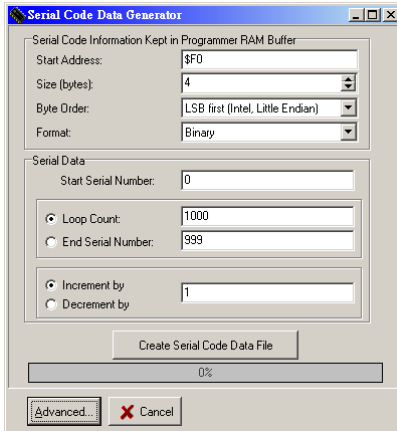 Serial Code Data Generator
Serial Code Information Kept in Programmer RAM Buffer
Start Address: $F0
Size (bytes): 4
Byte Order: LSB first (Intel, Little Endian)
Format: Binary
Serial Data
Start Serial Number: 0
Loop Count: 1000
End Serial Number: 999
Increment by 1
Decrement by
Create Serial Code Data File
0%
Advanced... Cancel